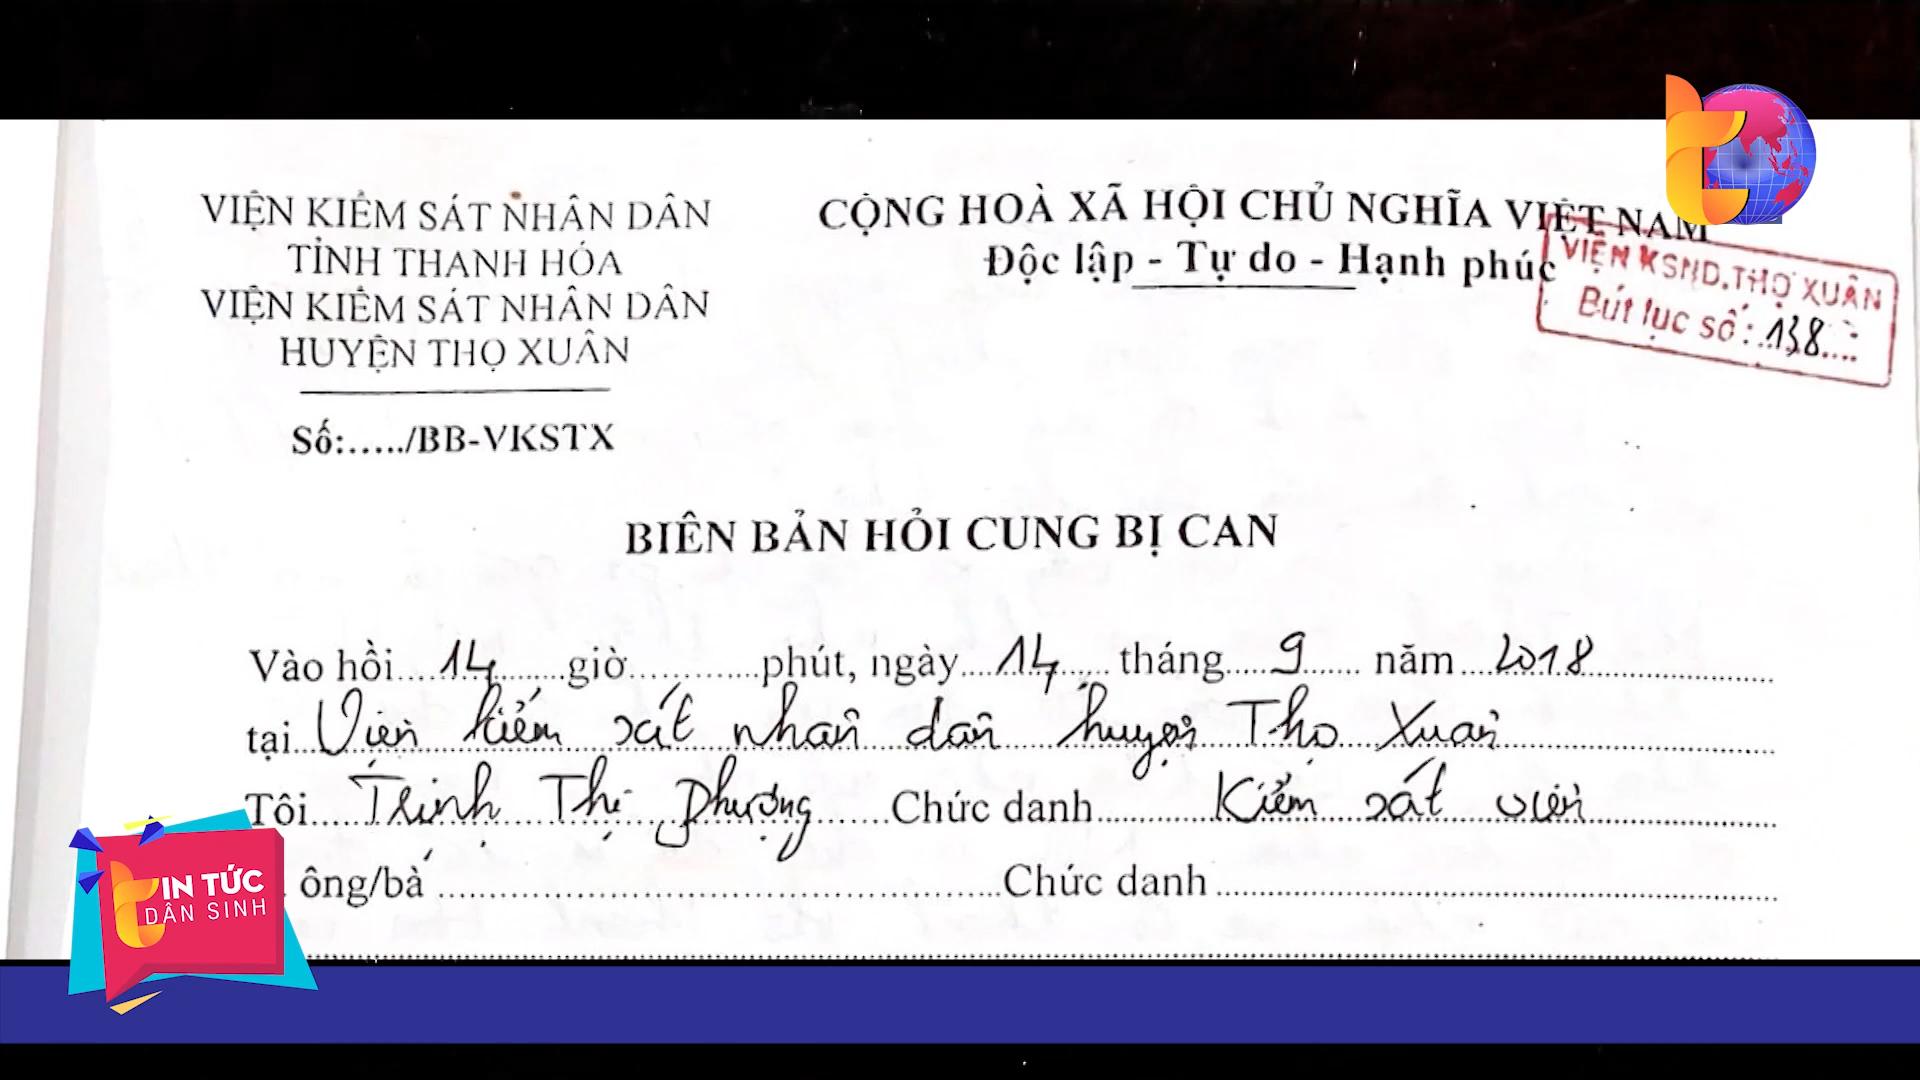 VIỆN KIỂM SÁT NHÂN DÂN
TỈNH THANH HÓA
VIỆN KIỂM SÁT NHÂN DÂN
HUYỆN THỌ XUÂN
Số:...../BB-VKSTX
CỘNG HOÀ XÃ HỘI CHỦ NGHĨA VIỆT NAM
Độc lập - Tự do - Hạnh phúc
VIỆN KSND.THỌ XUÂN
Bút lục số: 138
BIÊN BẢN HỎI CUNG BỊ CAN
Vào hồi 14 giờ phút, ngày 14 tháng 9 năm 2018
tại Viện kiểm sát nhân dân huyện Thọ Xuân
Tôi Trịnh Thị Phượng Chức danh Kiểm sát viên
ông/bà Chức danh
TIN TỨC
DÂN SINH